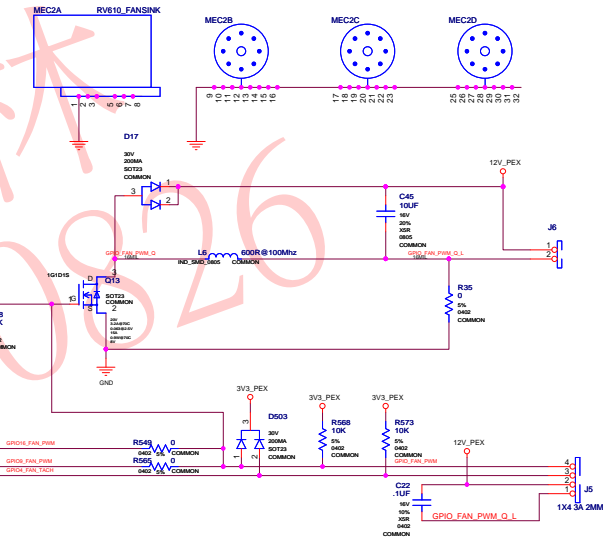 MEC2A RV610_FANSINK MEC2B MEC2C MEC2D
1 2 3 5 6 7 8
9 10 11 12 13 14 15 16
17 18 19 20 21 22 23
25 26 27 28 29 30 31 32
D17
30V
200MA
SOT23
COMMON
3 1 2
12V_PEX
C45
10UF
16V
20%
X5R
0805
COMMON
J6
1
2
GPIO_FAN_PWM_Q
L6 600R@100Mhz
IND_SMD_0805 COMMON
GPIO_FAN_PWM_Q_L
1G1D1S
D
G
S
1
3
2
Q13
SOT23
COMMON
R35
0
5%
0402
COMMON
GND
3V3_PEX 3V3_PEX 3V3_PEX
D503
30V
200MA
SOT23
COMMON
3
1
2
R568
10K
5%
0402
COMMON
R573
10K
5%
0402
COMMON
GPIO_FAN_PWM
12V_PEX
R549 0
0402 5% COMMON
R565 0
0402 5% COMMON
GPIO9_FAN_PWM
GPIO4_FAN_TACH
C22
.1UF
16V
10%
X5R
0402
COMMON
GPIO_FAN_PWM_Q_L
4
3
2
1
J5
1X4 3A 2MM
0826